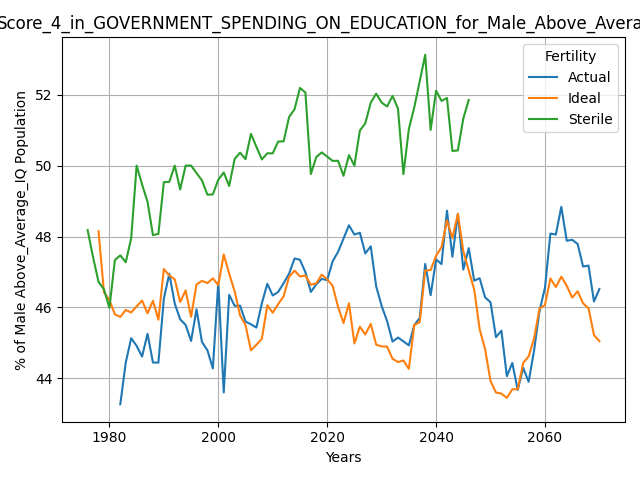 Score_4_in_GOVERNMENT_SPENDING_ON_EDUCATION_for_Male_Above_Avera
Fertility
Actual
Ideal
Sterile
% of Male Above_Average_IQ Population
52
50
48
46
44
1980
2000
2020
2040
2060
Years